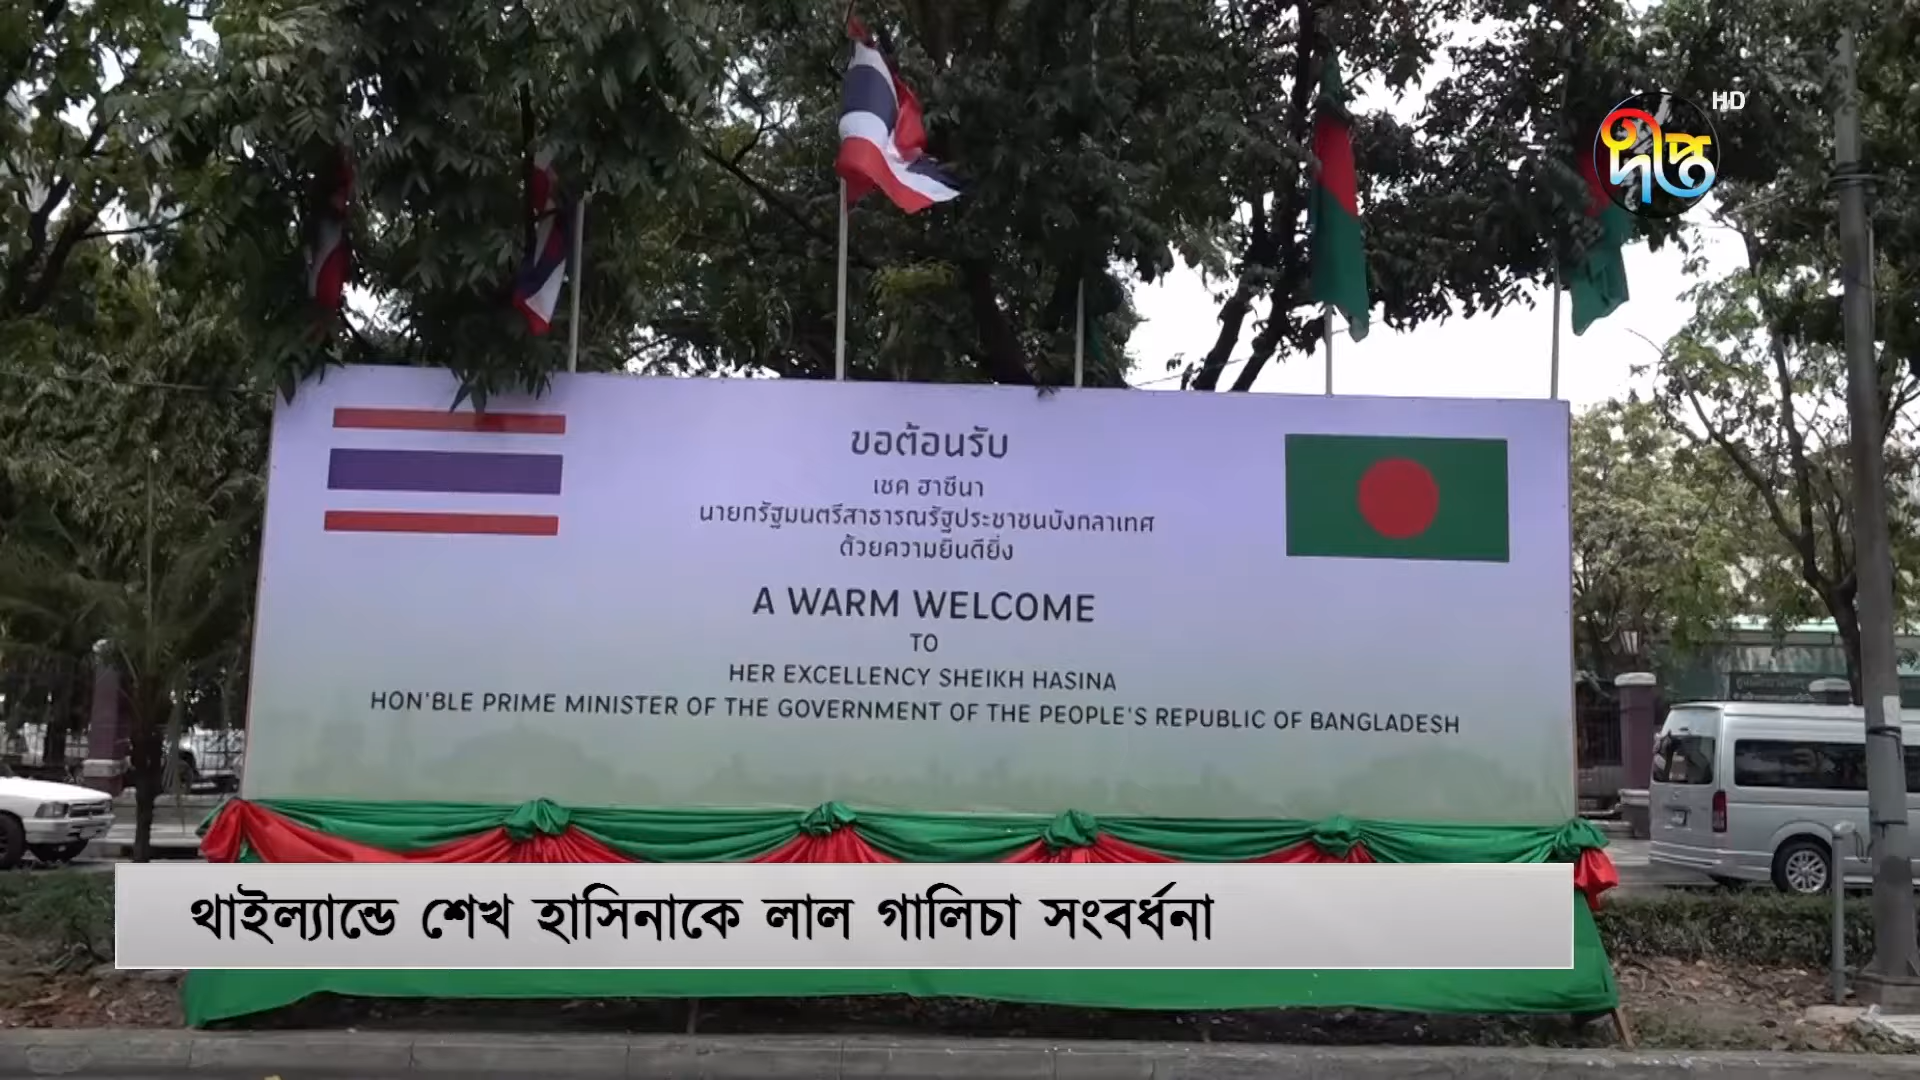 দীপ্ত HD
ขอต้อนรับ
เชค ฮาซีนา
นายกรัฐมนตรีสาธารณรัฐประชาชนบังกลาเทศ
ด้วยความยินดียิ่ง
A WARM WELCOME
TO
HER EXCELLENCY SHEIKH HASINA
HON'BLE PRIME MINISTER OF THE GOVERNMENT OF THE PEOPLE'S REPUBLIC OF BANGLADESH
থাইল্যান্ডে শেখ হাসিনাকে লাল গালিচা সংবর্ধনা